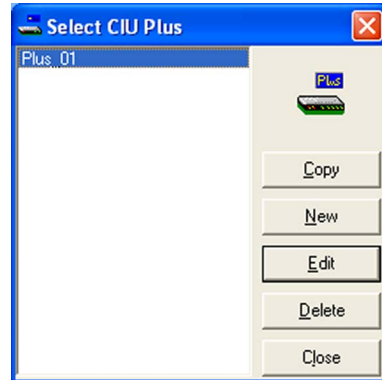 Select CIU Plus
Plus_01
Plus
Copy
New
Edit
Delete
Close